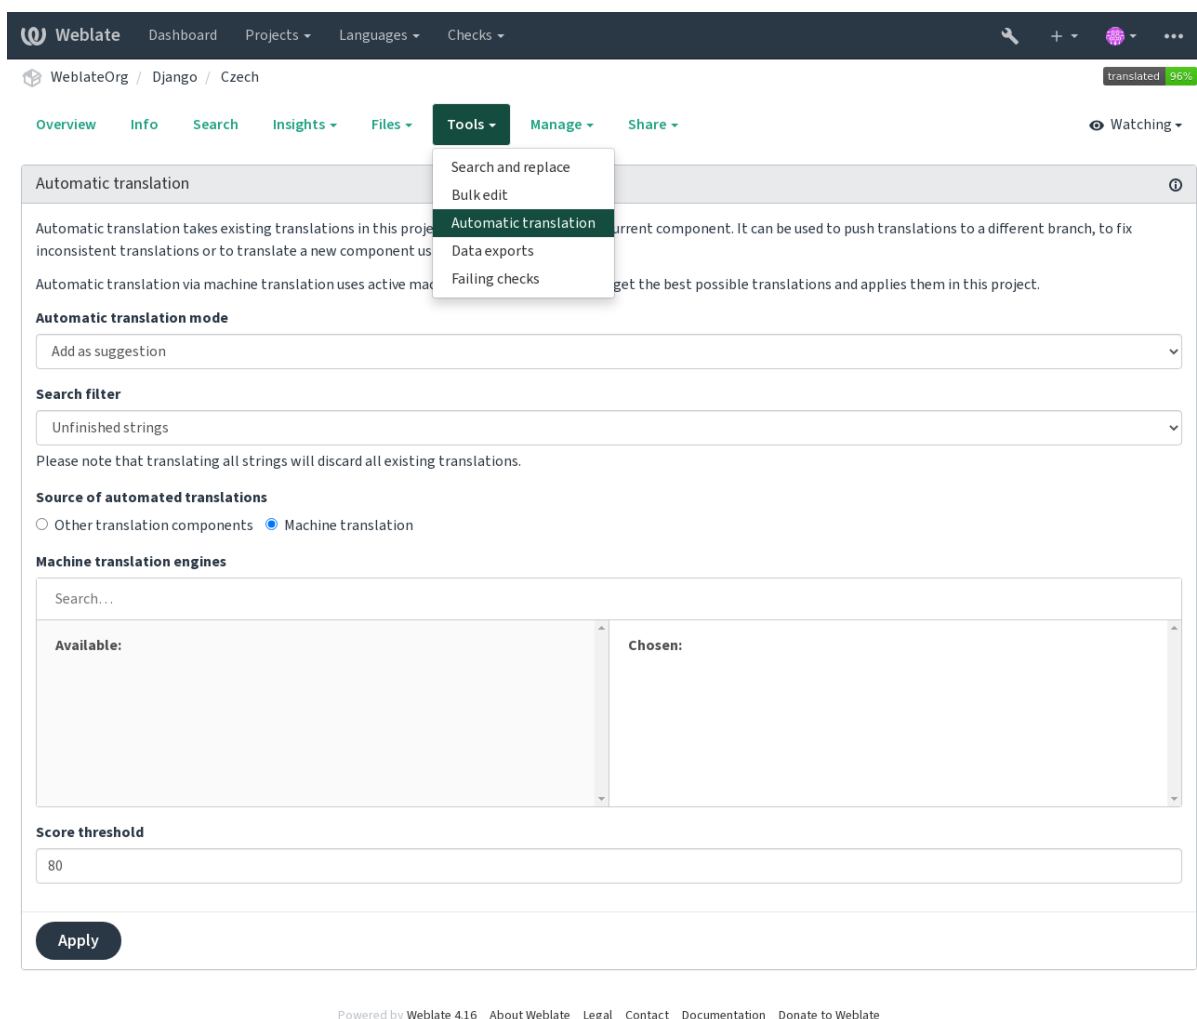 Weblate Dashboard Projects Languages Checks
WeblateOrg / Django / Czech translated 96%
Overview Info Search Insights Files Tools Manage Share Watching
Search and replace
Bulk edit
Automatic translation
Data exports
Failing checks
Automatic translation
Automatic translation takes existing translations in this proje urrent component. It can be used to push translations to a different branch, to fix
inconsistent translations or to translate a new component us
Automatic translation via machine translation uses active mac get the best possible translations and applies them in this project.
Automatic translation mode
Add as suggestion
Search filter
Unfinished strings
Please note that translating all strings will discard all existing translations.
Source of automated translations
Other translation components Machine translation
Machine translation engines
Search…
Available: Chosen:
Score threshold
80
Apply
Powered by Weblate 4.16 About Weblate Legal Contact Documentation Donate to Weblate